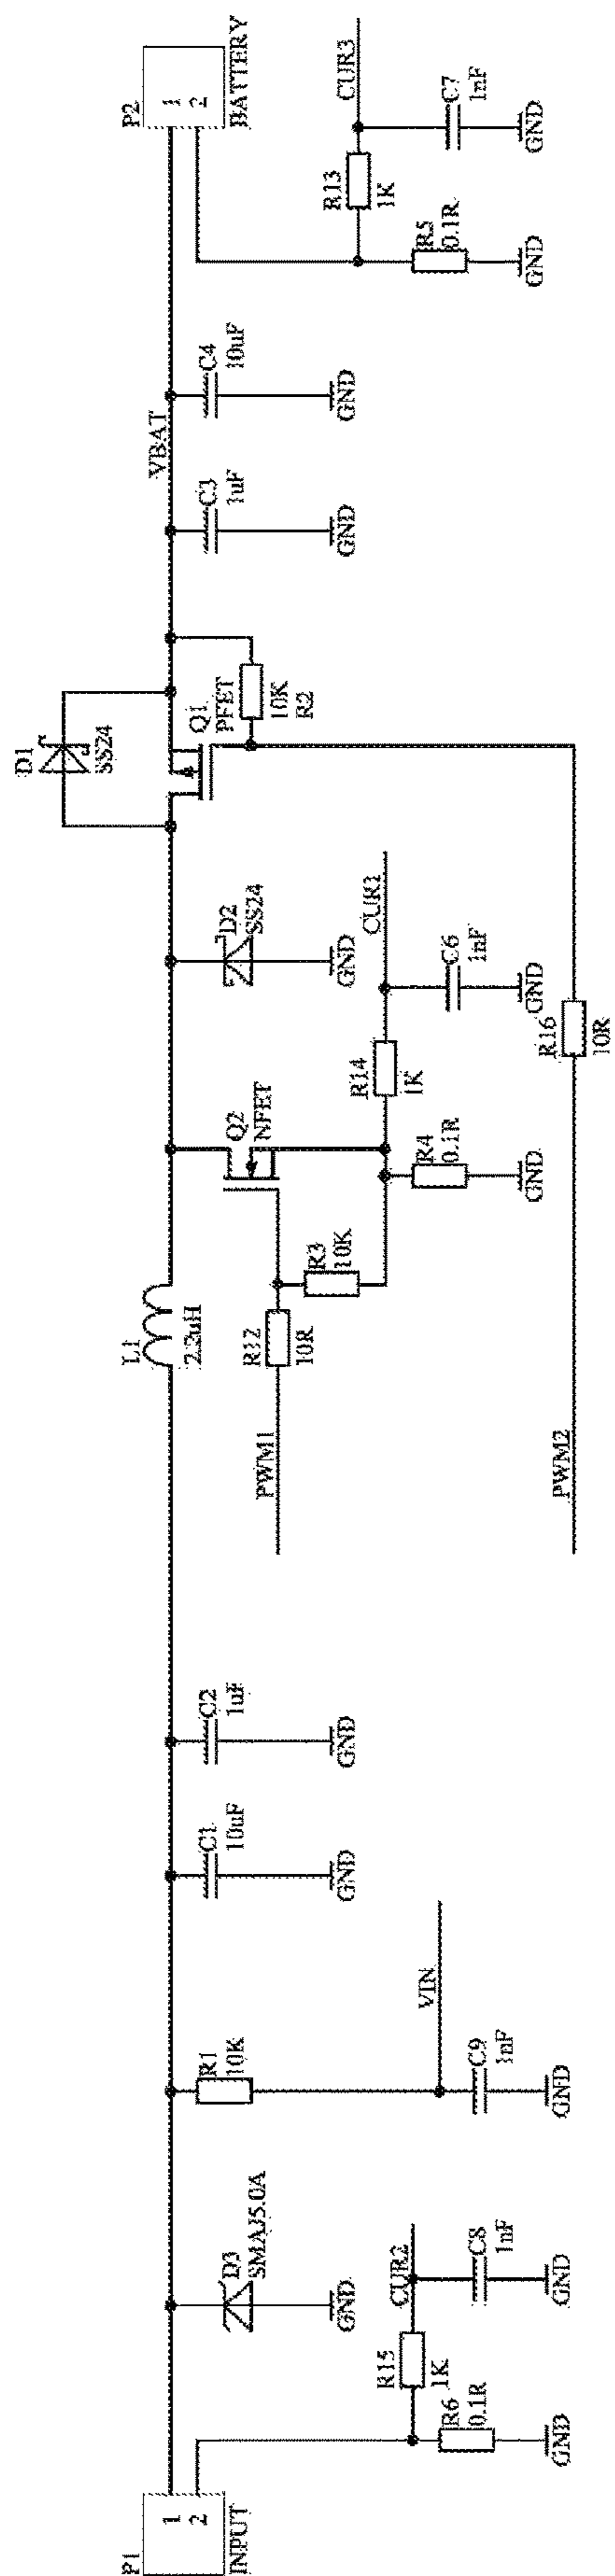 P1
1
2
INPUT
D3
SMAJ5.0A
GND
CUR2
R15
1K
R6
0.1R
C8
1nF
GND
GND
R1
10K
VIN
C9
1nF
GND
C1
10uF
GND
C2
1uF
GND
L1
2.2uH
PWM1
R12
10R
R3
10K
Q2
NFET
R14
1K
R4
0.1R
GND
CUR1
C6
1nF
GND
D2
SS24
GND
PWM2
R16
10R
D1
SS24
Q1
PFET
10K
R2
VBAT
C3
1uF
GND
C4
10uF
GND
R13
1K
R5
0.1R
GND
CUR3
C7
1nF
GND
P2
1
2
BATTERY